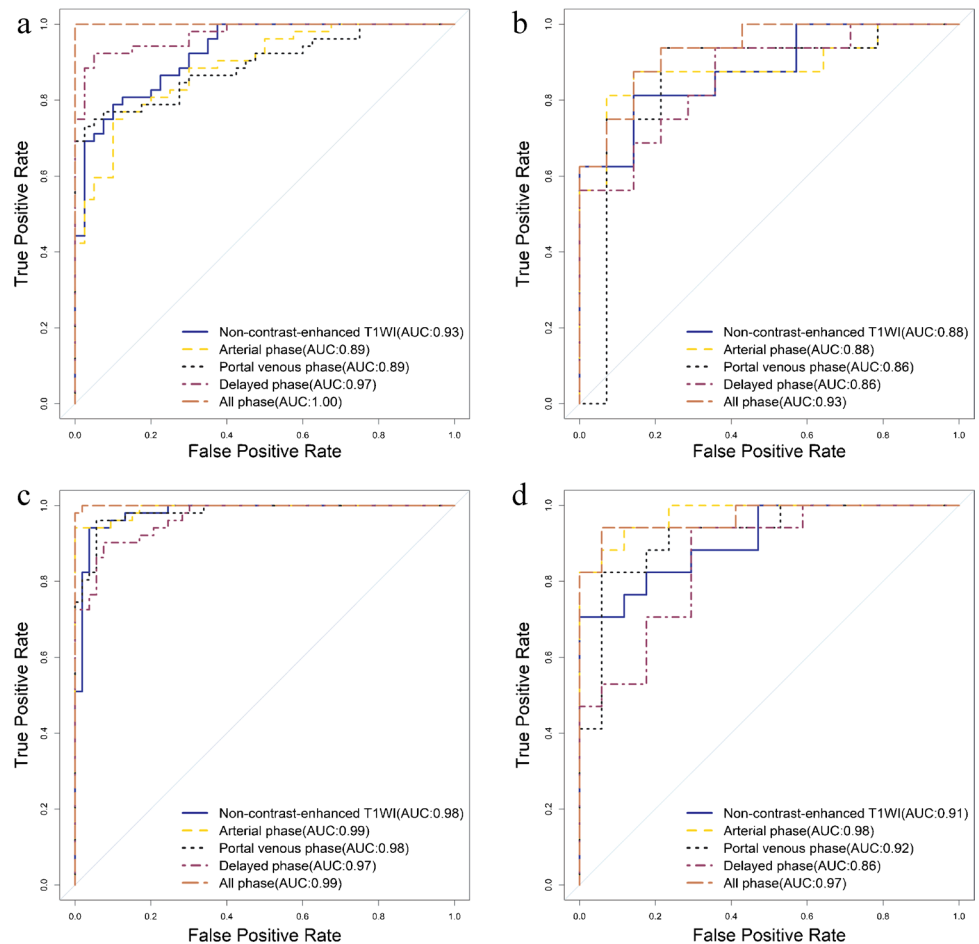 a
True Positive Rate
1.0
0.8
0.6
0.4
0.2
0.0
Non-contrast-enhanced T1WI(AUC:0.93)
Arterial phase(AUC:0.89)
Portal venous phase(AUC:0.89)
Delayed phase(AUC:0.97)
All phase(AUC:1.00)
0.0 0.2 0.4 0.6 0.8 1.0
False Positive Rate
b
True Positive Rate
1.0
0.8
0.6
0.4
0.2
0.0
Non-contrast-enhanced T1WI(AUC:0.88)
Arterial phase(AUC:0.88)
Portal venous phase(AUC:0.86)
Delayed phase(AUC:0.86)
All phase(AUC:0.93)
0.0 0.2 0.4 0.6 0.8 1.0
False Positive Rate
c
True Positive Rate
1.0
0.8
0.6
0.4
0.2
0.0
Non-contrast-enhanced T1WI(AUC:0.98)
Arterial phase(AUC:0.99)
Portal venous phase(AUC:0.98)
Delayed phase(AUC:0.97)
All phase(AUC:0.99)
0.0 0.2 0.4 0.6 0.8 1.0
False Positive Rate
d
True Positive Rate
1.0
0.8
0.6
0.4
0.2
0.0
Non-contrast-enhanced T1WI(AUC:0.91)
Arterial phase(AUC:0.98)
Portal venous phase(AUC:0.92)
Delayed phase(AUC:0.86)
All phase(AUC:0.97)
0.0 0.2 0.4 0.6 0.8 1.0
False Positive Rate